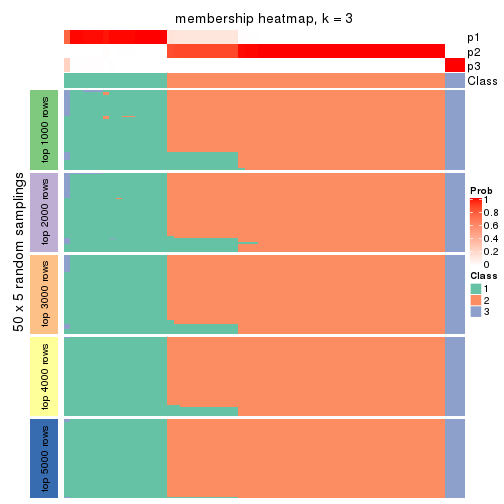 membership heatmap, k = 3
p1
p2
p3
Class
50 x 5 random samplings
top 1000 rows
top 2000 rows
top 3000 rows
top 4000 rows
top 5000 rows
Prob
1
0.8
0.6
0.4
0.2
0
Class
1
2
3